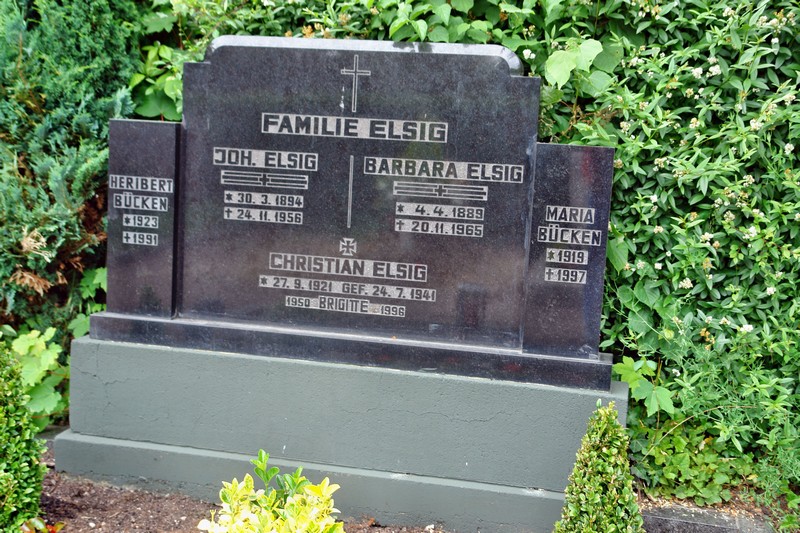 FAMILIE ELSIG
JOH. ELSIG
* 30. 3. 1894
† 24. 11. 1956
BARBARA ELSIG
* 4. 4. 1889
† 20. 11. 1965
CHRISTIAN ELSIG
* 27. 9. 1921 GEF. 24. 7. 1941
1950 BRIGITTE 1996
HERIBERT
BÜCKEN
* 1923
† 1991
MARIA
BÜCKEN
* 1919
† 1997